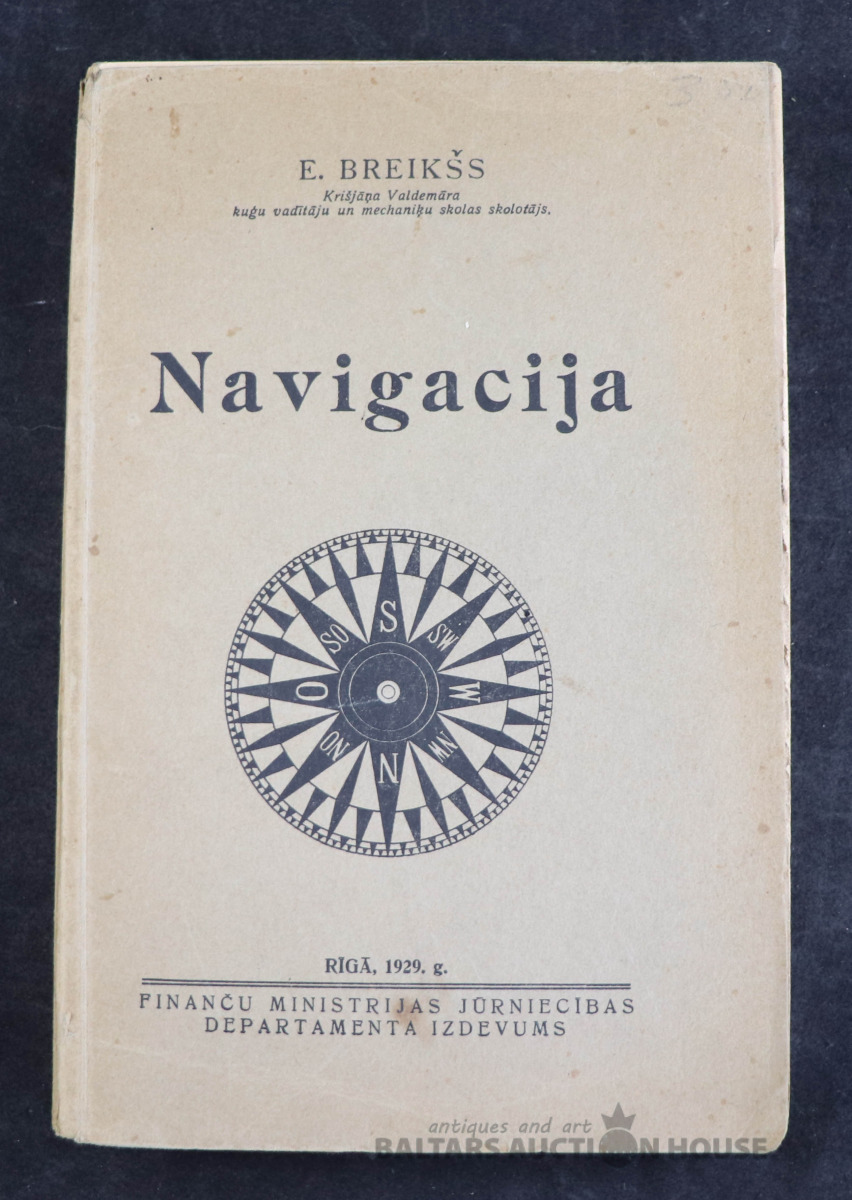 E. BREIKŠS
Krišjāņa Valdemāra
kuģu vadītāju un mechaniķu skolas skolotājs.
Navigacija
S
SO
SW
O
W
ON
NW
N
RĪGĀ, 1929. g.
FINANČU MINISTRIJAS JŪRNIECĪBAS
DEPARTAMENTA IZDEVUMS
antiques and art
BALTARS AUCTION HOUSE